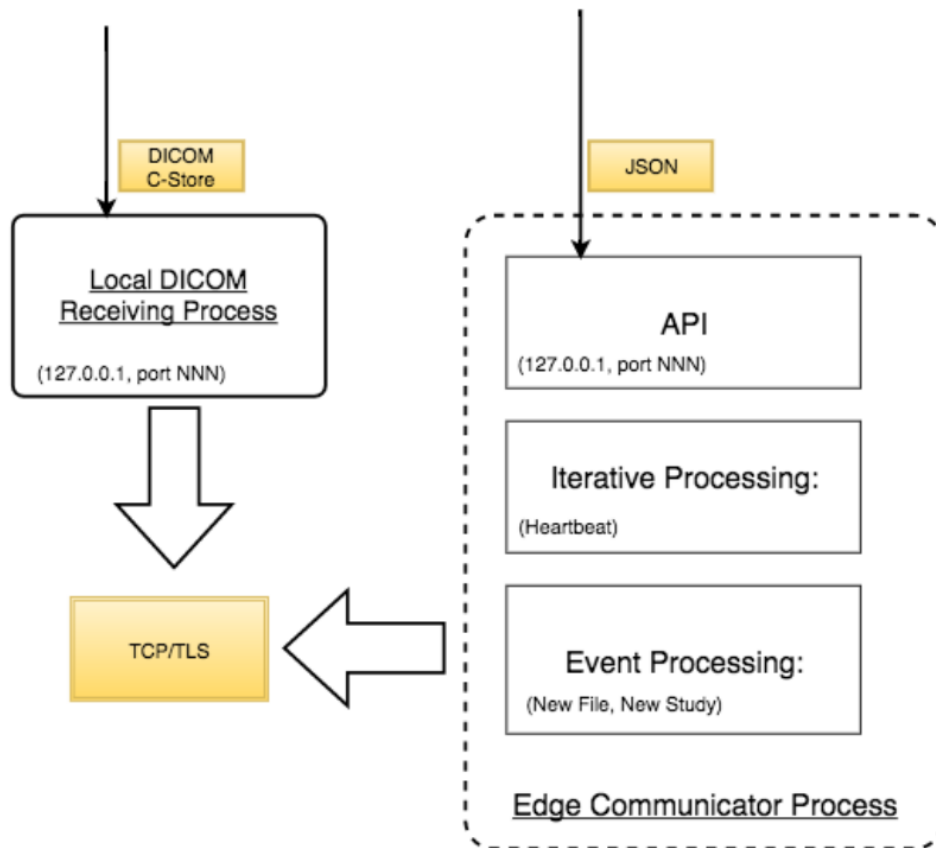 DICOM
C-Store
JSON
Local DICOM
Receiving Process
(127.0.0.1, port NNN)
API
(127.0.0.1, port NNN)
Iterative Processing:
(Heartbeat)
TCP/TLS
Event Processing:
(New File, New Study)
Edge Communicator Process